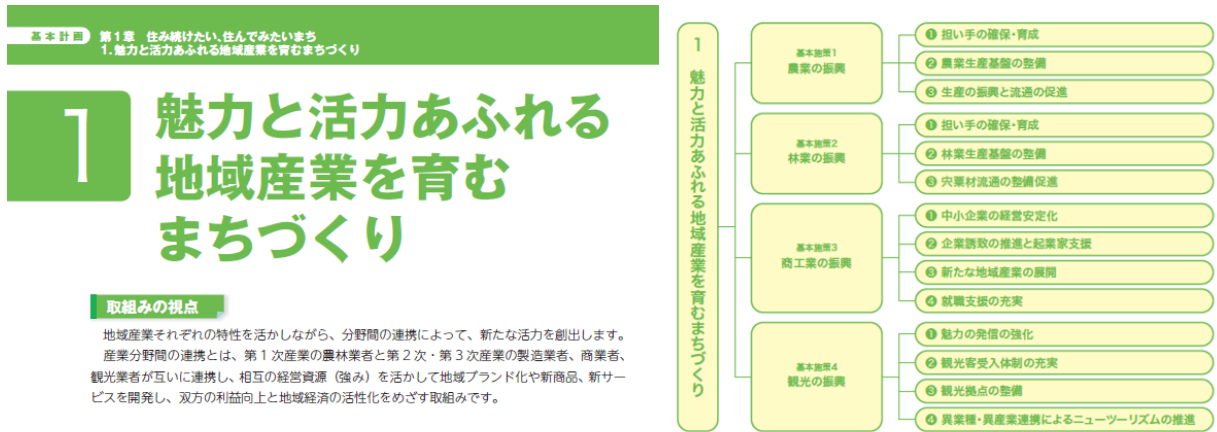 基本計画 第1章 住み続けたい、住んでみたいまち
1.魅力と活力あふれる地域産業を育むまちづくり
1
魅力と活力あふれる
地域産業を育む
まちづくり
取組みの視点
地域産業それぞれの特性を活かしながら、分野間の連携によって、新たな活力を創出します。
産業分野間の連携とは、第1次産業の農林業者と第2次・第3次産業の製造業者、商業者、
観光業者が互いに連携し、相互の経営資源（強み）を活かして地域ブランド化や新商品、新サー
ビスを開発し、双方の利益向上と地域経済の活性化をめざす取組みです。
1 魅力と活力あふれる地域産業を育むまちづくり
基本施策1
農業の振興
❶ 担い手の確保・育成
❷ 農業生産基盤の整備
❸ 生産の振興と流通の促進
基本施策2
林業の振興
❶ 担い手の確保・育成
❷ 林業生産基盤の整備
❸ 宍粟材流通の整備促進
基本施策3
商工業の振興
❶ 中小企業の経営安定化
❷ 企業誘致の推進と起業家支援
❸ 新たな地域産業の展開
❹ 就職支援の充実
基本施策4
観光の振興
❶ 魅力の発信の強化
❷ 観光客受入体制の充実
❸ 観光拠点の整備
❹ 異業種・異産業連携によるニューツーリズムの推進